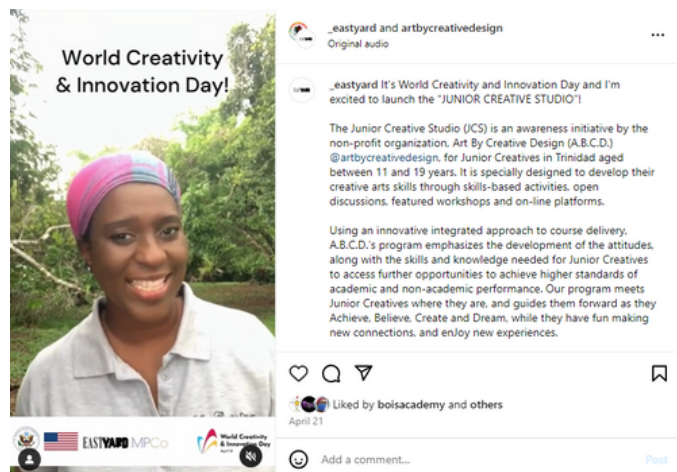 World Creativity
& Innovation Day!
EASTYARD MPCo
World Creativity
& Innovation Day
_eastyard and artbycreativedesign
Original audio
_eastyard It's World Creativity and Innovation Day and I'm
excited to launch the "JUNIOR CREATIVE STUDIO"!
The Junior Creative Studio (JCS) is an awareness initiative by the
non-profit organization, Art By Creative Design (A.B.C.D.)
@artbycreativedesign, for Junior Creatives in Trinidad aged
between 11 and 19 years. It is specially designed to develop their
creative arts skills through skills-based activities, open
discussions, featured workshops and on-line platforms.
Using an innovative integrated approach to course delivery,
A.B.C.D.'s program emphasizes the development of the attitudes,
along with the skills and knowledge needed for Junior Creatives
to access further opportunities to achieve higher standards of
academic and non-academic performance. Our program meets
Junior Creatives where they are, and guides them forward as they
Achieve, Believe, Create and Dream, while they have fun making
new connections, and enjoy new experiences.
Liked by boisacademy and others
April 21
Add a comment...
Post